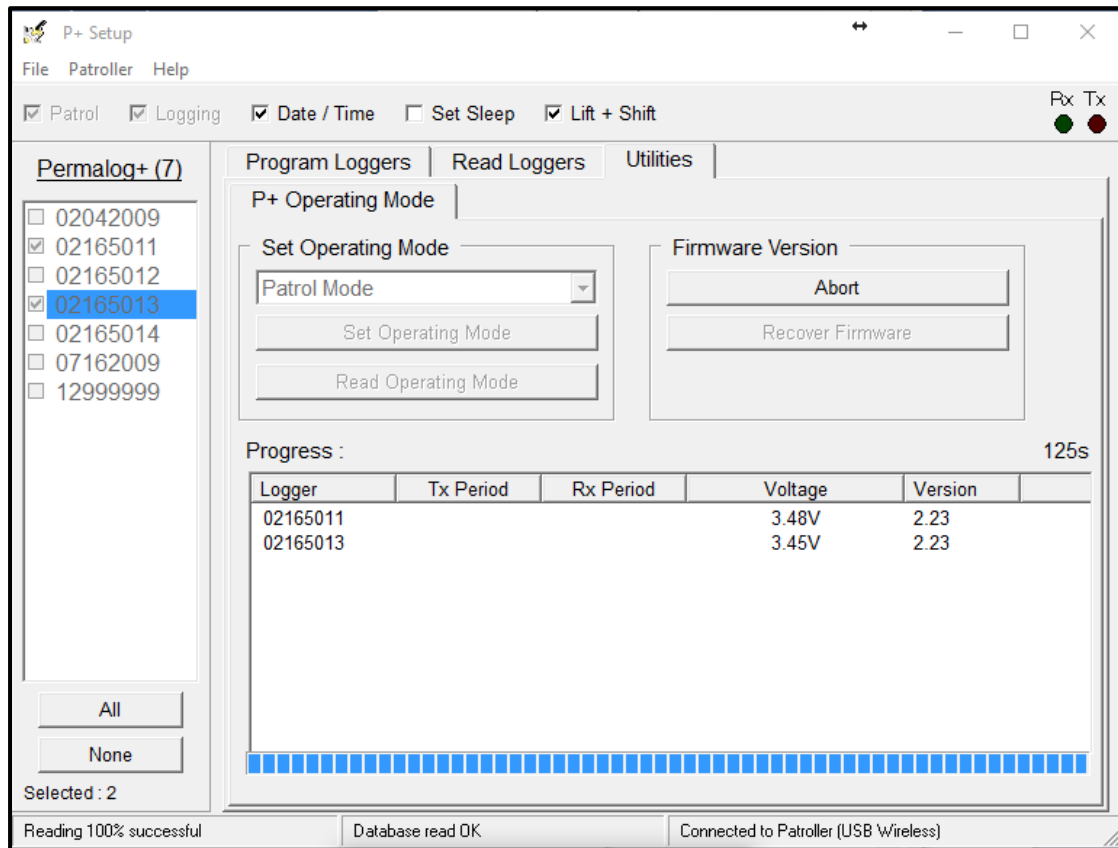 P+ Setup
File Patroller Help
Patrol Logging Date / Time Set Sleep Lift + Shift
Rx Tx
Permalog+ (7)
02042009
02165011
02165012
02165013
02165014
07162009
12999999
All
None
Selected : 2
Program Loggers Read Loggers Utilities
P+ Operating Mode
Set Operating Mode
Patrol Mode
Set Operating Mode
Read Operating Mode
Firmware Version
Abort
Recover Firmware
Progress : 125s
Logger Tx Period Rx Period Voltage Version
02165011 3.48V 2.23
02165013 3.45V 2.23
Reading 100% successful Database read OK Connected to Patroller (USB Wireless)